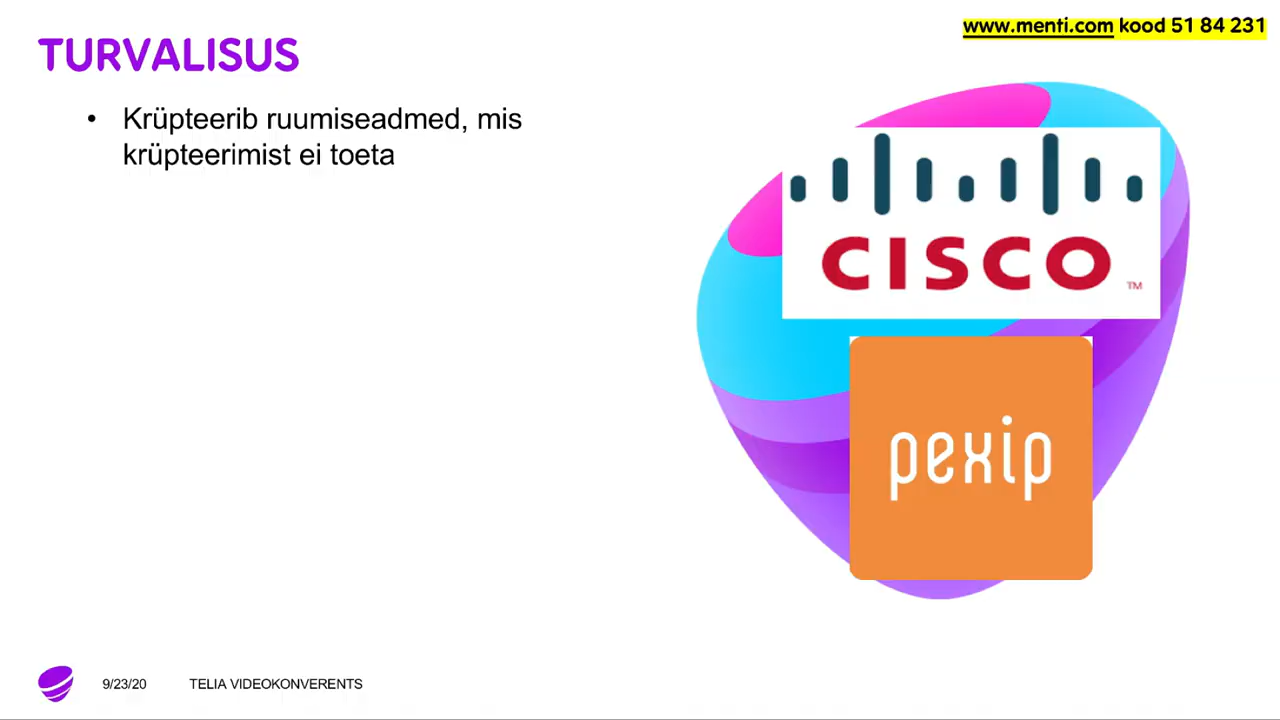 www.menti.com kood 51 84 231
TURVALISUS
• Krüpteerib ruumiseadmed, mis
krüpteerimist ei toeta
CISCO
TM
pexip
9/23/20 TELIA VIDEOKONVERENTS